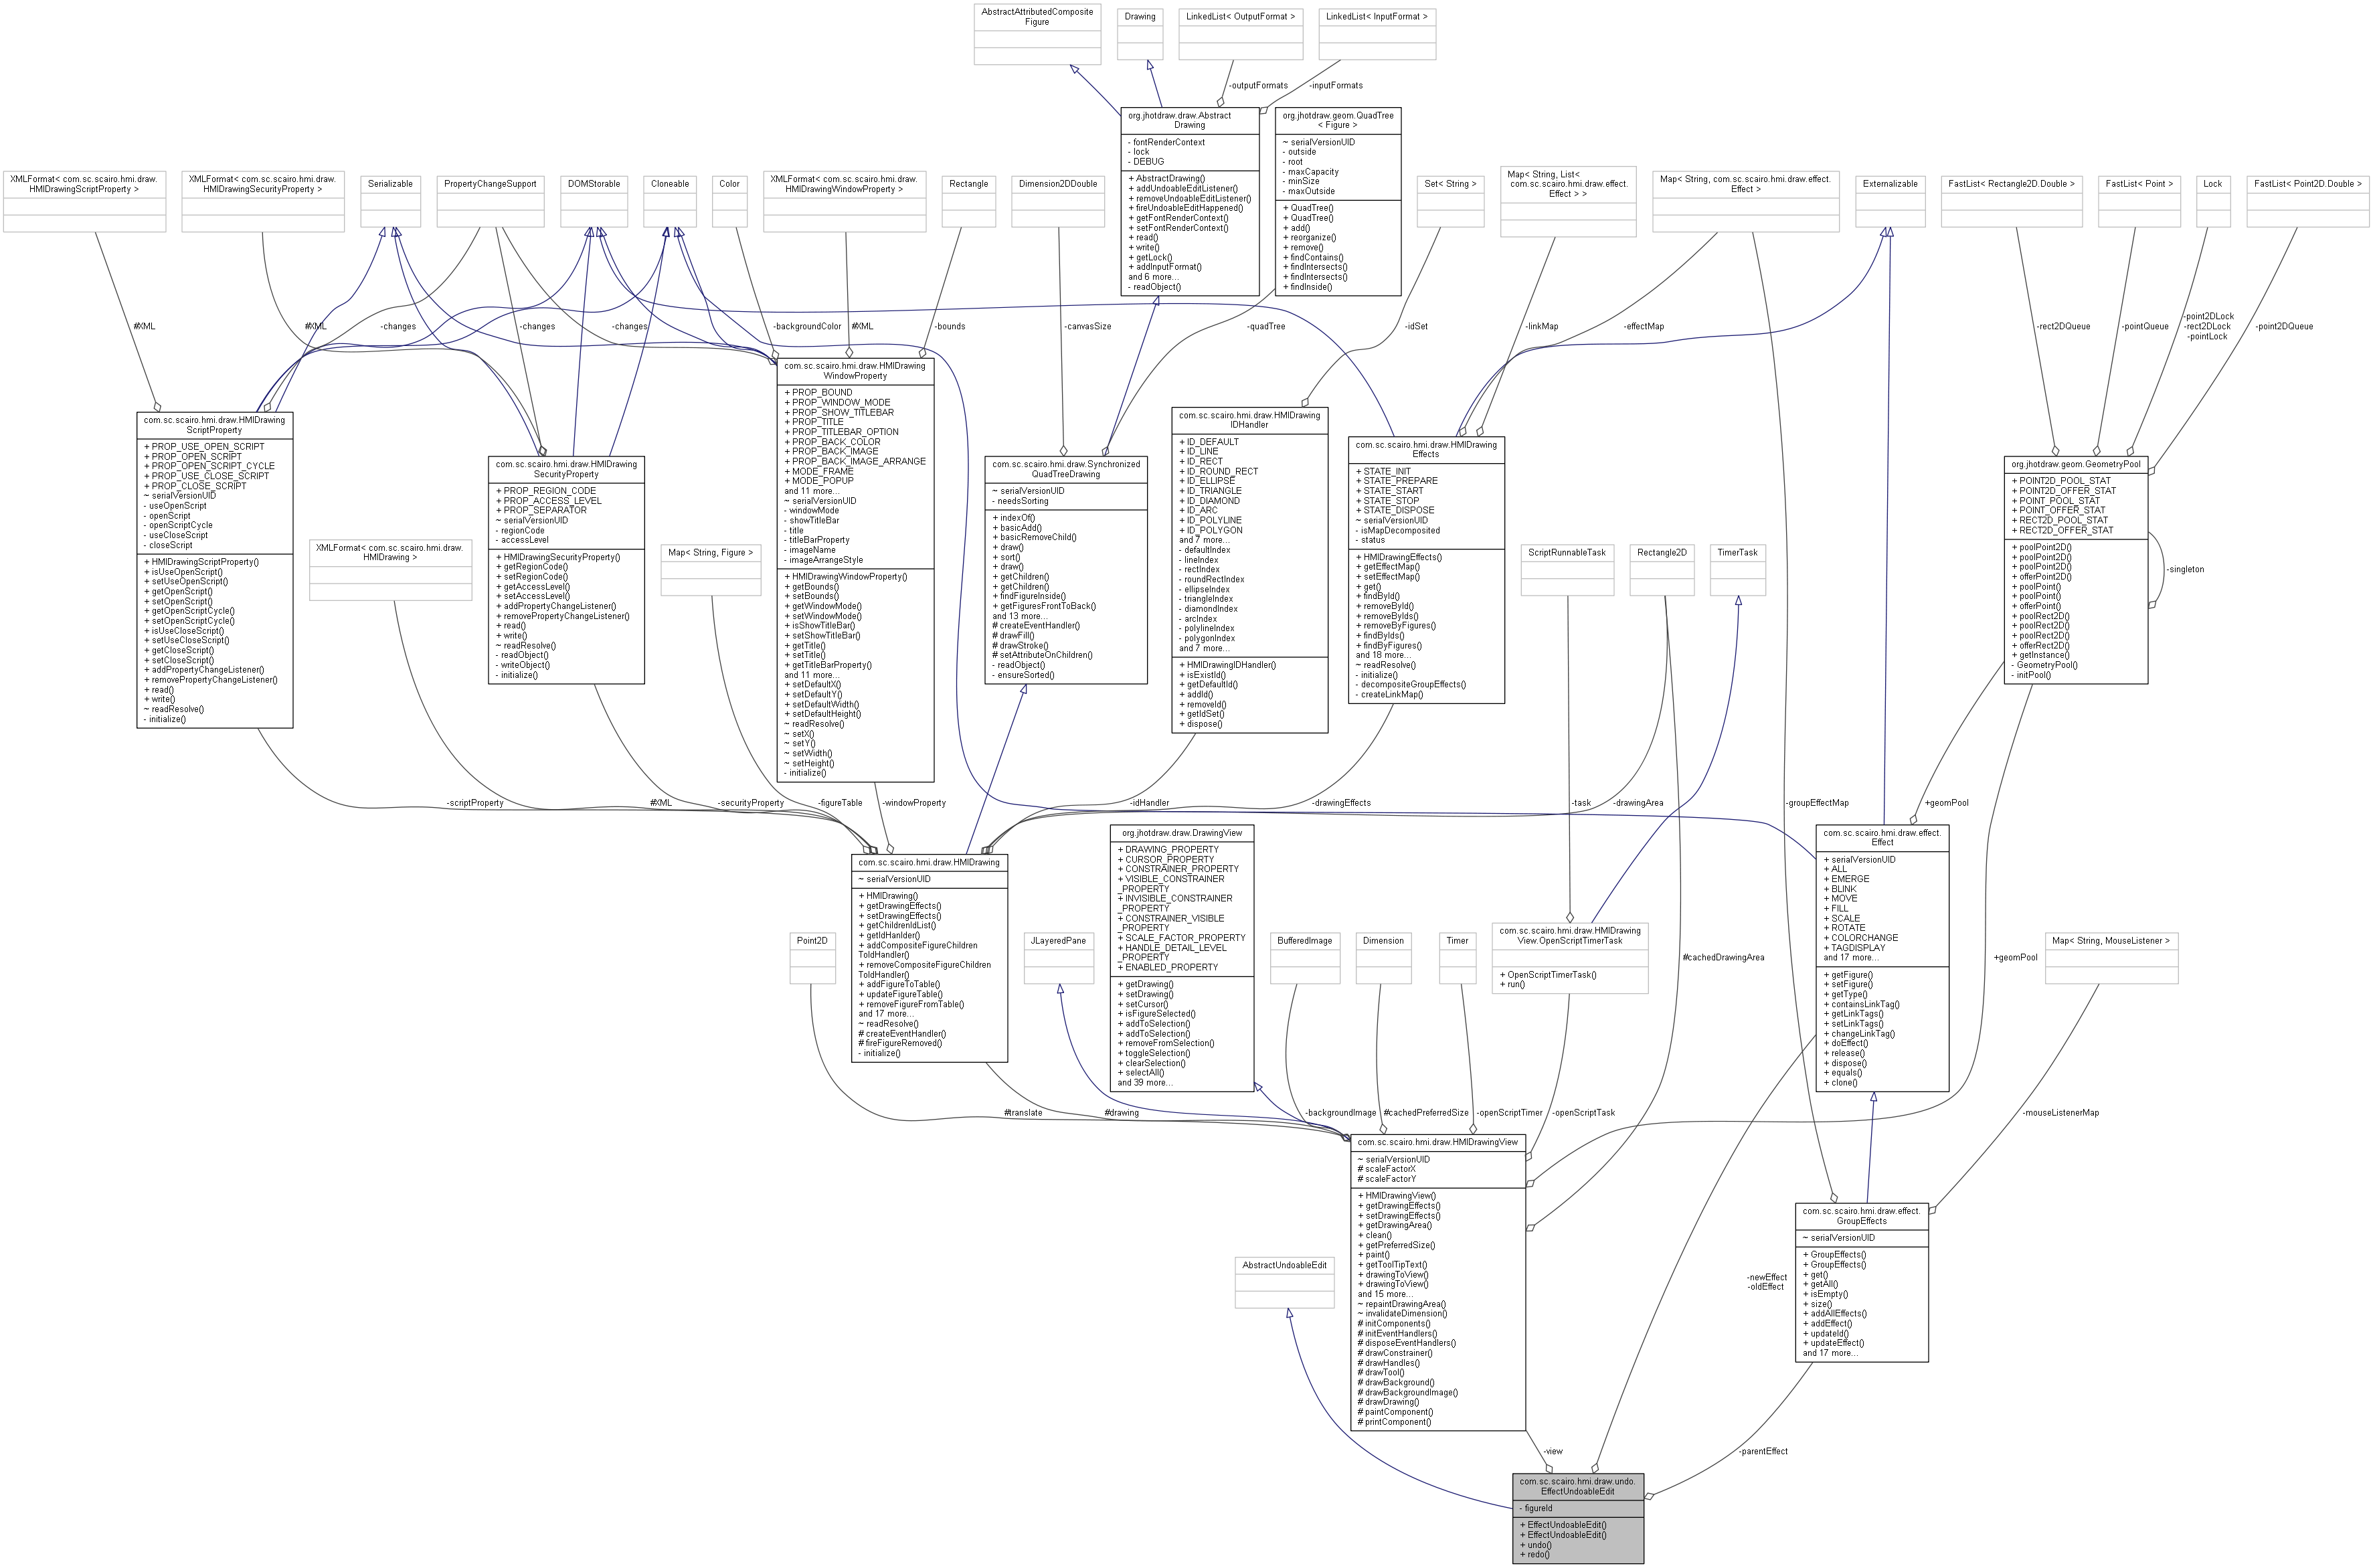 AbstractAttributedComposite
Figure
Drawing
LinkedList< OutputFormat >
LinkedList< InputFormat >
-outputFormats
-inputFormats
org.jhotdraw.draw.Abstract
Drawing
- fontRenderContext
- lock
- DEBUG
+ AbstractDrawing()
+ addUndoableEditListener()
+ removeUndoableEditListener()
+ fireUndoableEditHappened()
+ getFontRenderContext()
+ setFontRenderContext()
+ read()
+ write()
+ getLock()
+ addInputFormat()
and 6 more...
- readObject()
org.jhotdraw.geom.QuadTree
< Figure >
~ serialVersionUID
- outside
- root
- maxCapacity
- minSize
- maxOutside
+ QuadTree()
+ QuadTree()
+ add()
+ reorganize()
+ remove()
+ findContains()
+ findIntersects()
+ findIntersects()
+ findInside()
XMLFormat< com.sc.scairo.hmi.draw.
HMIDrawingScriptProperty >
XMLFormat< com.sc.scairo.hmi.draw.
HMIDrawingSecurityProperty >
Serializable
PropertyChangeSupport
DOMStorable
Cloneable
Color
XMLFormat< com.sc.scairo.hmi.draw.
HMIDrawingWindowProperty >
Rectangle
Dimension2DDouble
Set< String >
Map< String, List<
com.sc.scairo.hmi.draw.effect.
Effect > >
Map< String, com.sc.scairo.hmi.draw.effect.
Effect >
Externalizable
FastList< Rectangle2D.Double >
FastList< Point >
Lock
FastList< Point2D.Double >
#XML
#XML
-changes
-changes
-changes
-backgroundColor
#XML
-bounds
-canvasSize
-quadTree
-idSet
-linkMap
-effectMap
-rect2DQueue
-pointQueue
-point2DLock
-rect2DLock
-pointLock
-point2DQueue
com.sc.scairo.hmi.draw.HMIDrawing
ScriptProperty
+ PROP_USE_OPEN_SCRIPT
+ PROP_OPEN_SCRIPT
+ PROP_OPEN_SCRIPT_CYCLE
+ PROP_USE_CLOSE_SCRIPT
+ PROP_CLOSE_SCRIPT
~ serialVersionUID
- useOpenScript
- openScript
- openScriptCycle
- useCloseScript
- closeScript
+ HMIDrawingScriptProperty()
+ isUseOpenScript()
+ setUseOpenScript()
+ getOpenScript()
+ setOpenScript()
+ getOpenScriptCycle()
+ setOpenScriptCycle()
+ isUseCloseScript()
+ setUseCloseScript()
+ getCloseScript()
+ setCloseScript()
+ addPropertyChangeListener()
+ removePropertyChangeListener()
+ read()
+ write()
~ readResolve()
- initialize()
com.sc.scairo.hmi.draw.HMIDrawing
SecurityProperty
+ PROP_REGION_CODE
+ PROP_ACCESS_LEVEL
+ PROP_SEPARATOR
~ serialVersionUID
- regionCode
- accessLevel
+ HMIDrawingSecurityProperty()
+ getRegionCode()
+ setRegionCode()
+ getAccessLevel()
+ setAccessLevel()
+ addPropertyChangeListener()
+ removePropertyChangeListener()
+ read()
+ write()
~ readResolve()
- readObject()
- writeObject()
- initialize()
com.sc.scairo.hmi.draw.HMIDrawing
WindowProperty
+ PROP_BOUND
+ PROP_WINDOW_MODE
+ PROP_SHOW_TITLEBAR
+ PROP_TITLE
+ PROP_TITLEBAR_OPTION
+ PROP_BACK_COLOR
+ PROP_BACK_IMAGE
+ PROP_BACK_IMAGE_ARRANGE
+ MODE_FRAME
+ MODE_POPUP
and 11 more...
~ serialVersionUID
- windowMode
- showTitleBar
- title
- titleBarProperty
- imageName
- imageArrangeStyle
+ HMIDrawingWindowProperty()
+ getBounds()
+ setBounds()
+ getWindowMode()
+ setWindowMode()
+ isShowTitleBar()
+ setShowTitleBar()
+ getTitle()
+ setTitle()
+ getTitleBarProperty()
and 11 more...
+ setDefaultX()
+ setDefaultY()
+ setDefaultWidth()
+ setDefaultHeight()
~ readResolve()
~ setX()
~ setY()
~ setWidth()
~ setHeight()
- initialize()
com.sc.scairo.hmi.draw.Synchronized
QuadTreeDrawing
~ serialVersionUID
- needsSorting
+ indexOf()
+ basicAdd()
+ basicRemoveChild()
+ draw()
+ sort()
+ draw()
+ getChildren()
+ getChildren()
+ findFigureInside()
+ getFiguresFrontToBack()
and 13 more...
# createEventHandler()
# drawFill()
# drawStroke()
# setAttributeOnChildren()
- readObject()
- ensureSorted()
com.sc.scairo.hmi.draw.HMIDrawing
IDHandler
+ ID_DEFAULT
+ ID_LINE
+ ID_RECT
+ ID_ROUND_RECT
+ ID_ELLIPSE
+ ID_TRIANGLE
+ ID_DIAMOND
+ ID_ARC
+ ID_POLYLINE
+ ID_POLYGON
and 7 more...
- defaultIndex
- lineIndex
- rectIndex
- roundRectIndex
- ellipseIndex
- triangleIndex
- diamondIndex
- arcIndex
- polylineIndex
- polygonIndex
and 7 more...
+ HMIDrawingIDHandler()
+ isExistId()
+ getDefaultId()
+ addId()
+ removeId()
+ getIdSet()
+ dispose()
com.sc.scairo.hmi.draw.HMIDrawing
Effects
+ STATE_INIT
+ STATE_PREPARE
+ STATE_START
+ STATE_STOP
+ STATE_DISPOSE
~ serialVersionUID
- isMapDecomposited
- status
+ HMIDrawingEffects()
+ getEffectMap()
+ setEffectMap()
+ get()
+ findById()
+ removeById()
+ removeByIds()
+ removeByFigures()
+ findByIds()
+ findByFigures()
and 18 more...
~ readResolve()
- initialize()
- decompositeGroupEffects()
- createLinkMap()
org.jhotdraw.geom.GeometryPool
+ POINT2D_POOL_STAT
+ POINT2D_OFFER_STAT
+ POINT_POOL_STAT
+ POINT_OFFER_STAT
+ RECT2D_POOL_STAT
+ RECT2D_OFFER_STAT
+ poolPoint2D()
+ poolPoint2D()
+ poolPoint2D()
+ offerPoint2D()
+ poolPoint()
+ poolPoint()
+ offerPoint()
+ poolRect2D()
+ poolRect2D()
+ poolRect2D()
+ offerRect2D()
+ getInstance()
- GeometryPool()
- initPool()
-singleton
XMLFormat< com.sc.scairo.hmi.draw.
HMIDrawing >
Map< String, Figure >
ScriptRunnableTask
Rectangle2D
TimerTask
-scriptProperty
#XML
-securityProperty
-figureTable
-windowProperty
-idHandler
-drawingEffects
-task
-drawingArea
-groupEffectMap
+geomPool
com.sc.scairo.hmi.draw.HMIDrawing
~ serialVersionUID
+ HMIDrawing()
+ getDrawingEffects()
+ setDrawingEffects()
+ getChildrenIdList()
+ getIdHanlder()
+ addCompositeFigureChildren
ToIdHandler()
+ removeCompositeFigureChildren
ToIdHandler()
+ addFigureToTable()
+ updateFigureTable()
+ removeFigureFromTable()
and 17 more...
~ readResolve()
# createEventHandler()
# fireFigureRemoved()
- initialize()
org.jhotdraw.draw.DrawingView
+ DRAWING_PROPERTY
+ CURSOR_PROPERTY
+ CONSTRAINER_PROPERTY
+ VISIBLE_CONSTRAINER
_PROPERTY
+ INVISIBLE_CONSTRAINER
_PROPERTY
+ CONSTRAINER_VISIBLE
_PROPERTY
+ SCALE_FACTOR_PROPERTY
+ HANDLE_DETAIL_LEVEL
_PROPERTY
+ ENABLED_PROPERTY
+ getDrawing()
+ setDrawing()
+ setCursor()
+ isFigureSelected()
+ addToSelection()
+ addToSelection()
+ removeFromSelection()
+ toggleSelection()
+ clearSelection()
+ selectAll()
and 39 more...
com.sc.scairo.hmi.draw.effect.
Effect
+ serialVersionUID
+ ALL
+ EMERGE
+ BLINK
+ MOVE
+ FILL
+ SCALE
+ ROTATE
+ COLORCHANGE
+ TAGDISPLAY
and 17 more...
+ getFigure()
+ setFigure()
+ getType()
+ containsLinkTag()
+ getLinkTags()
+ setLinkTags()
+ changeLinkTag()
+ doEffect()
+ release()
+ dispose()
+ equals()
+ clone()
Point2D
JLayeredPane
BufferedImage
Dimension
Timer
com.sc.scairo.hmi.draw.HMIDrawing
View.OpenScriptTimerTask
+ OpenScriptTimerTask()
+ run()
#cachedDrawingArea
+geomPool
Map< String, MouseListener >
#translate
#drawing
-backgroundImage
#cachedPreferredSize
-openScriptTimer
-openScriptTask
-mouseListenerMap
com.sc.scairo.hmi.draw.HMIDrawingView
~ serialVersionUID
# scaleFactorX
# scaleFactorY
+ HMIDrawingView()
+ getDrawingEffects()
+ setDrawingEffects()
+ getDrawingArea()
+ clean()
+ getPreferredSize()
+ paint()
+ getToolTipText()
+ drawingToView()
+ drawingToView()
and 15 more...
~ repaintDrawingArea()
~ invalidateDimension()
# initComponents()
# initEventHandlers()
# disposeEventHandlers()
# drawConstrainer()
# drawHandles()
# drawTool()
# drawBackground()
# drawBackgroundImage()
# drawDrawing()
# paintComponent()
# printComponent()
com.sc.scairo.hmi.draw.effect.
GroupEffects
~ serialVersionUID
+ GroupEffects()
+ GroupEffects()
+ get()
+ getAll()
+ isEmpty()
+ size()
+ addAllEffects()
+ addEffect()
+ updateId()
+ updateEffect()
and 17 more...
AbstractUndoableEdit
-newEffect
-oldEffect
-view
-parentEffect
com.sc.scairo.hmi.draw.undo.
EffectUndoableEdit
- figureId
+ EffectUndoableEdit()
+ EffectUndoableEdit()
+ undo()
+ redo()